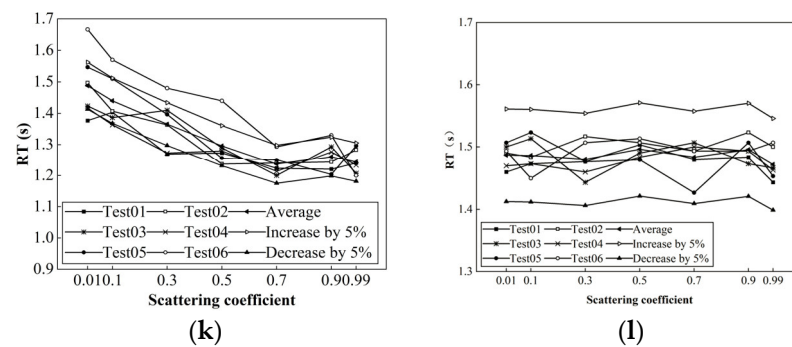 1.7
1.6
1.5
1.4
1.3
1.2
1.1
1.0
0.9
RT (s)
Test01 Test02 Average
Test03 Test04 Increase by 5%
Test05 Test06 Decrease by 5%
0.01 0.1 0.3 0.5 0.7 0.9 0.99
Scattering coefficient
(k)
1.7
1.6
1.5
1.4
1.3
RT (s)
Test01 Test02 Average
Test03 Test04 Increase by 5%
Test05 Test06 Decrease by 5%
0.01 0.1 0.3 0.5 0.7 0.9 0.99
Scattering coefficient
(l)